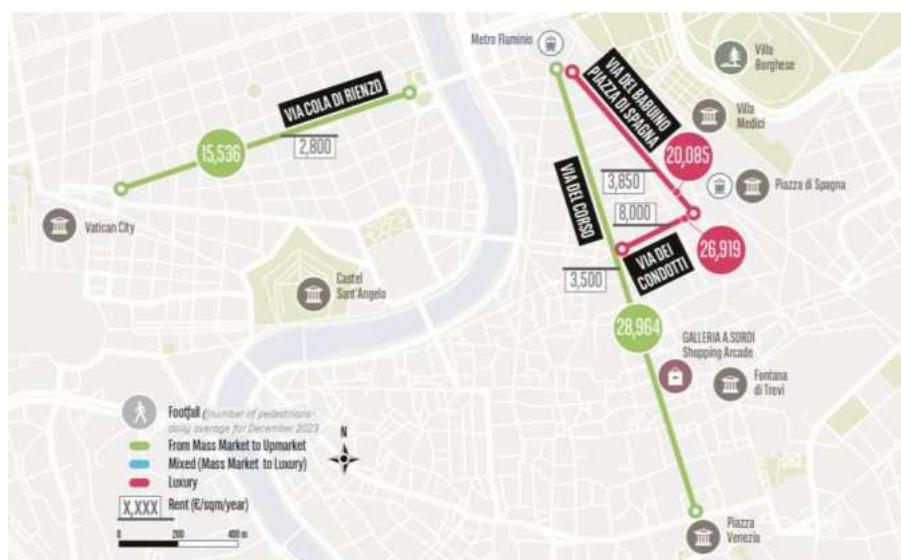 Metro Flaminio
Villa
Borghese
VIA COLA DI RIENZO
VIA DEL BABUINO
PIAZZA DI SPAGNA
Villa
Medici
15,536
2,800
20,085
3,850
Piazza di Spagna
8,000
VIA DEL CORSO
Vatican City
26,919
VIA DEI
CONDOTTI
3,500
Castel
Sant'Angelo
28,964
GALLERIA A.SORDI
Shopping Arcade
Fontana
di Trevi
Footfall (number of pedestrians-
daily average for December 2023
N
From Mass Market to Upmarket
Mixed (Mass Market to Luxury)
Luxury
X,XXX
Rent (€/sqm/year)
0 200 400 m
Piazza
Venezia